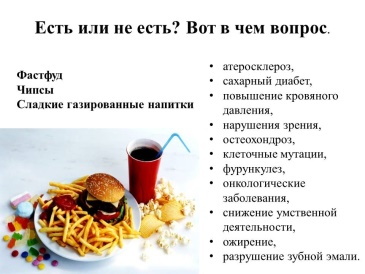 Есть или не есть? Вот в чем вопрос.
Фастфуд
Чипсы
Сладкие газированные напитки
• атеросклероз,
• сахарный диабет,
• повышение кровяного
давления,
• нарушения зрения,
• остеохондоз,
• клеточные мутации,
• фурункулез,
• онкологические
заболевания,
• снижение умственной
деятельности,
• ожирение,
• разрушение зубной эмали.